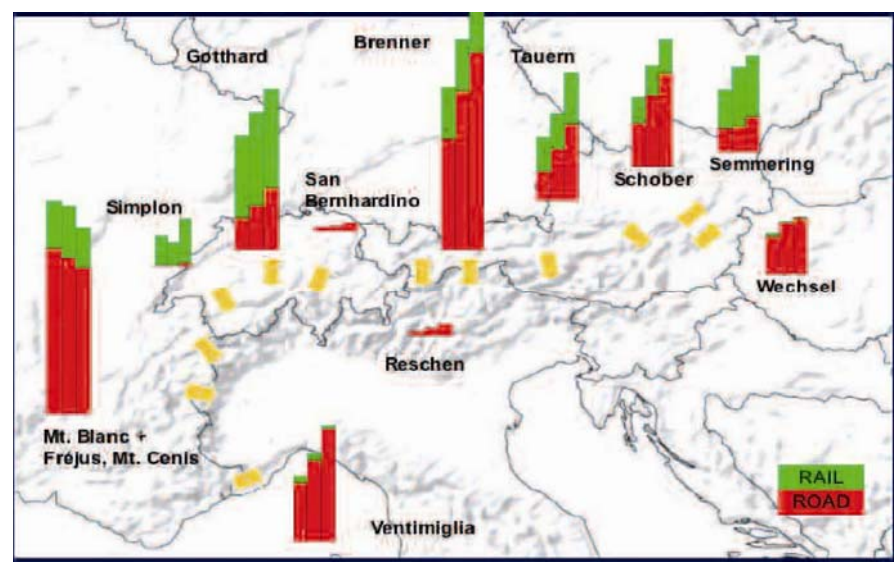 Brenner
Gotthard
Tauern
San
Bernhardino
Schober
Semmering
Simplon
Wechsel
Reschen
Mt. Blanc +
Fréjus, Mt. Cenis
RAIL
ROAD
Ventimiglia